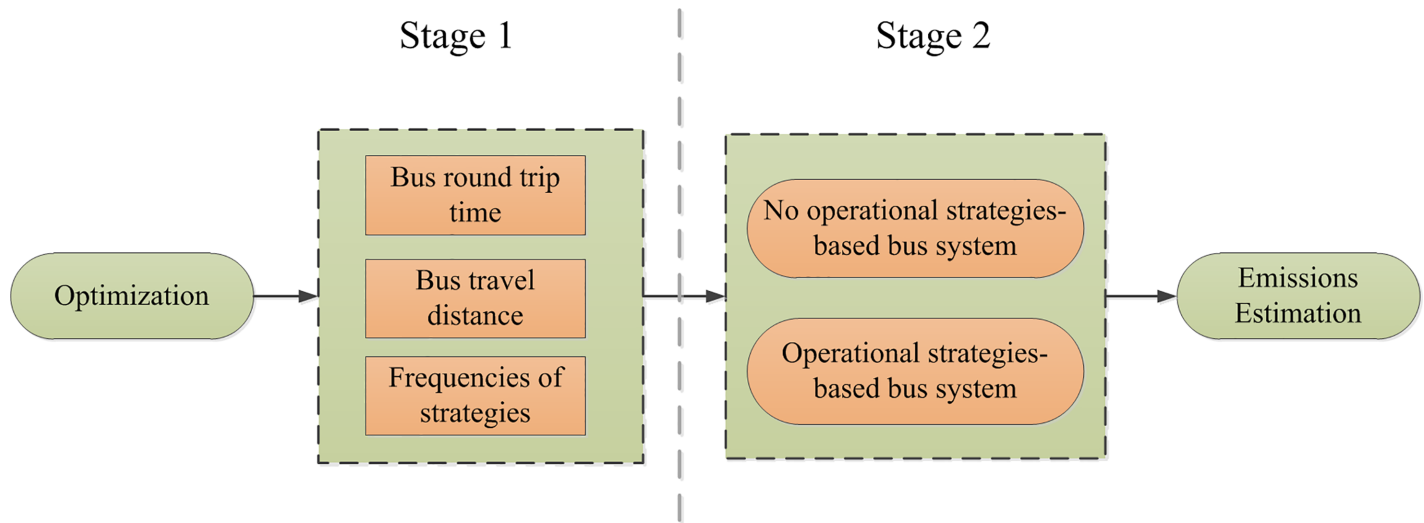 Stage 1
Stage 2
Optimization
Bus round trip
time
Bus travel
distance
Frequencies of
strategies
No operational strategies-
based bus system
Operational strategies-
based bus system
Emissions
Estimation